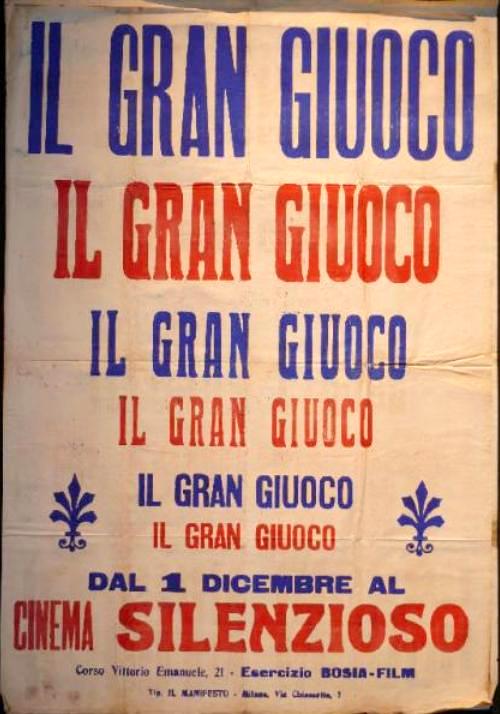 IL GRAN GIUOCO
IL GRAN GIUOCO
IL GRAN GIUOCO
IL GRAN GIUOCO
IL GRAN GIUOCO
IL GRAN GIUOCO
DAL 1 DICEMBRE AL
CINEMA SILENZIOSO
Corso Vittorio Emanuele, 21 - Esercizio BOSIA-FILM
Tip. IL MANIFESTO - Milano, Via